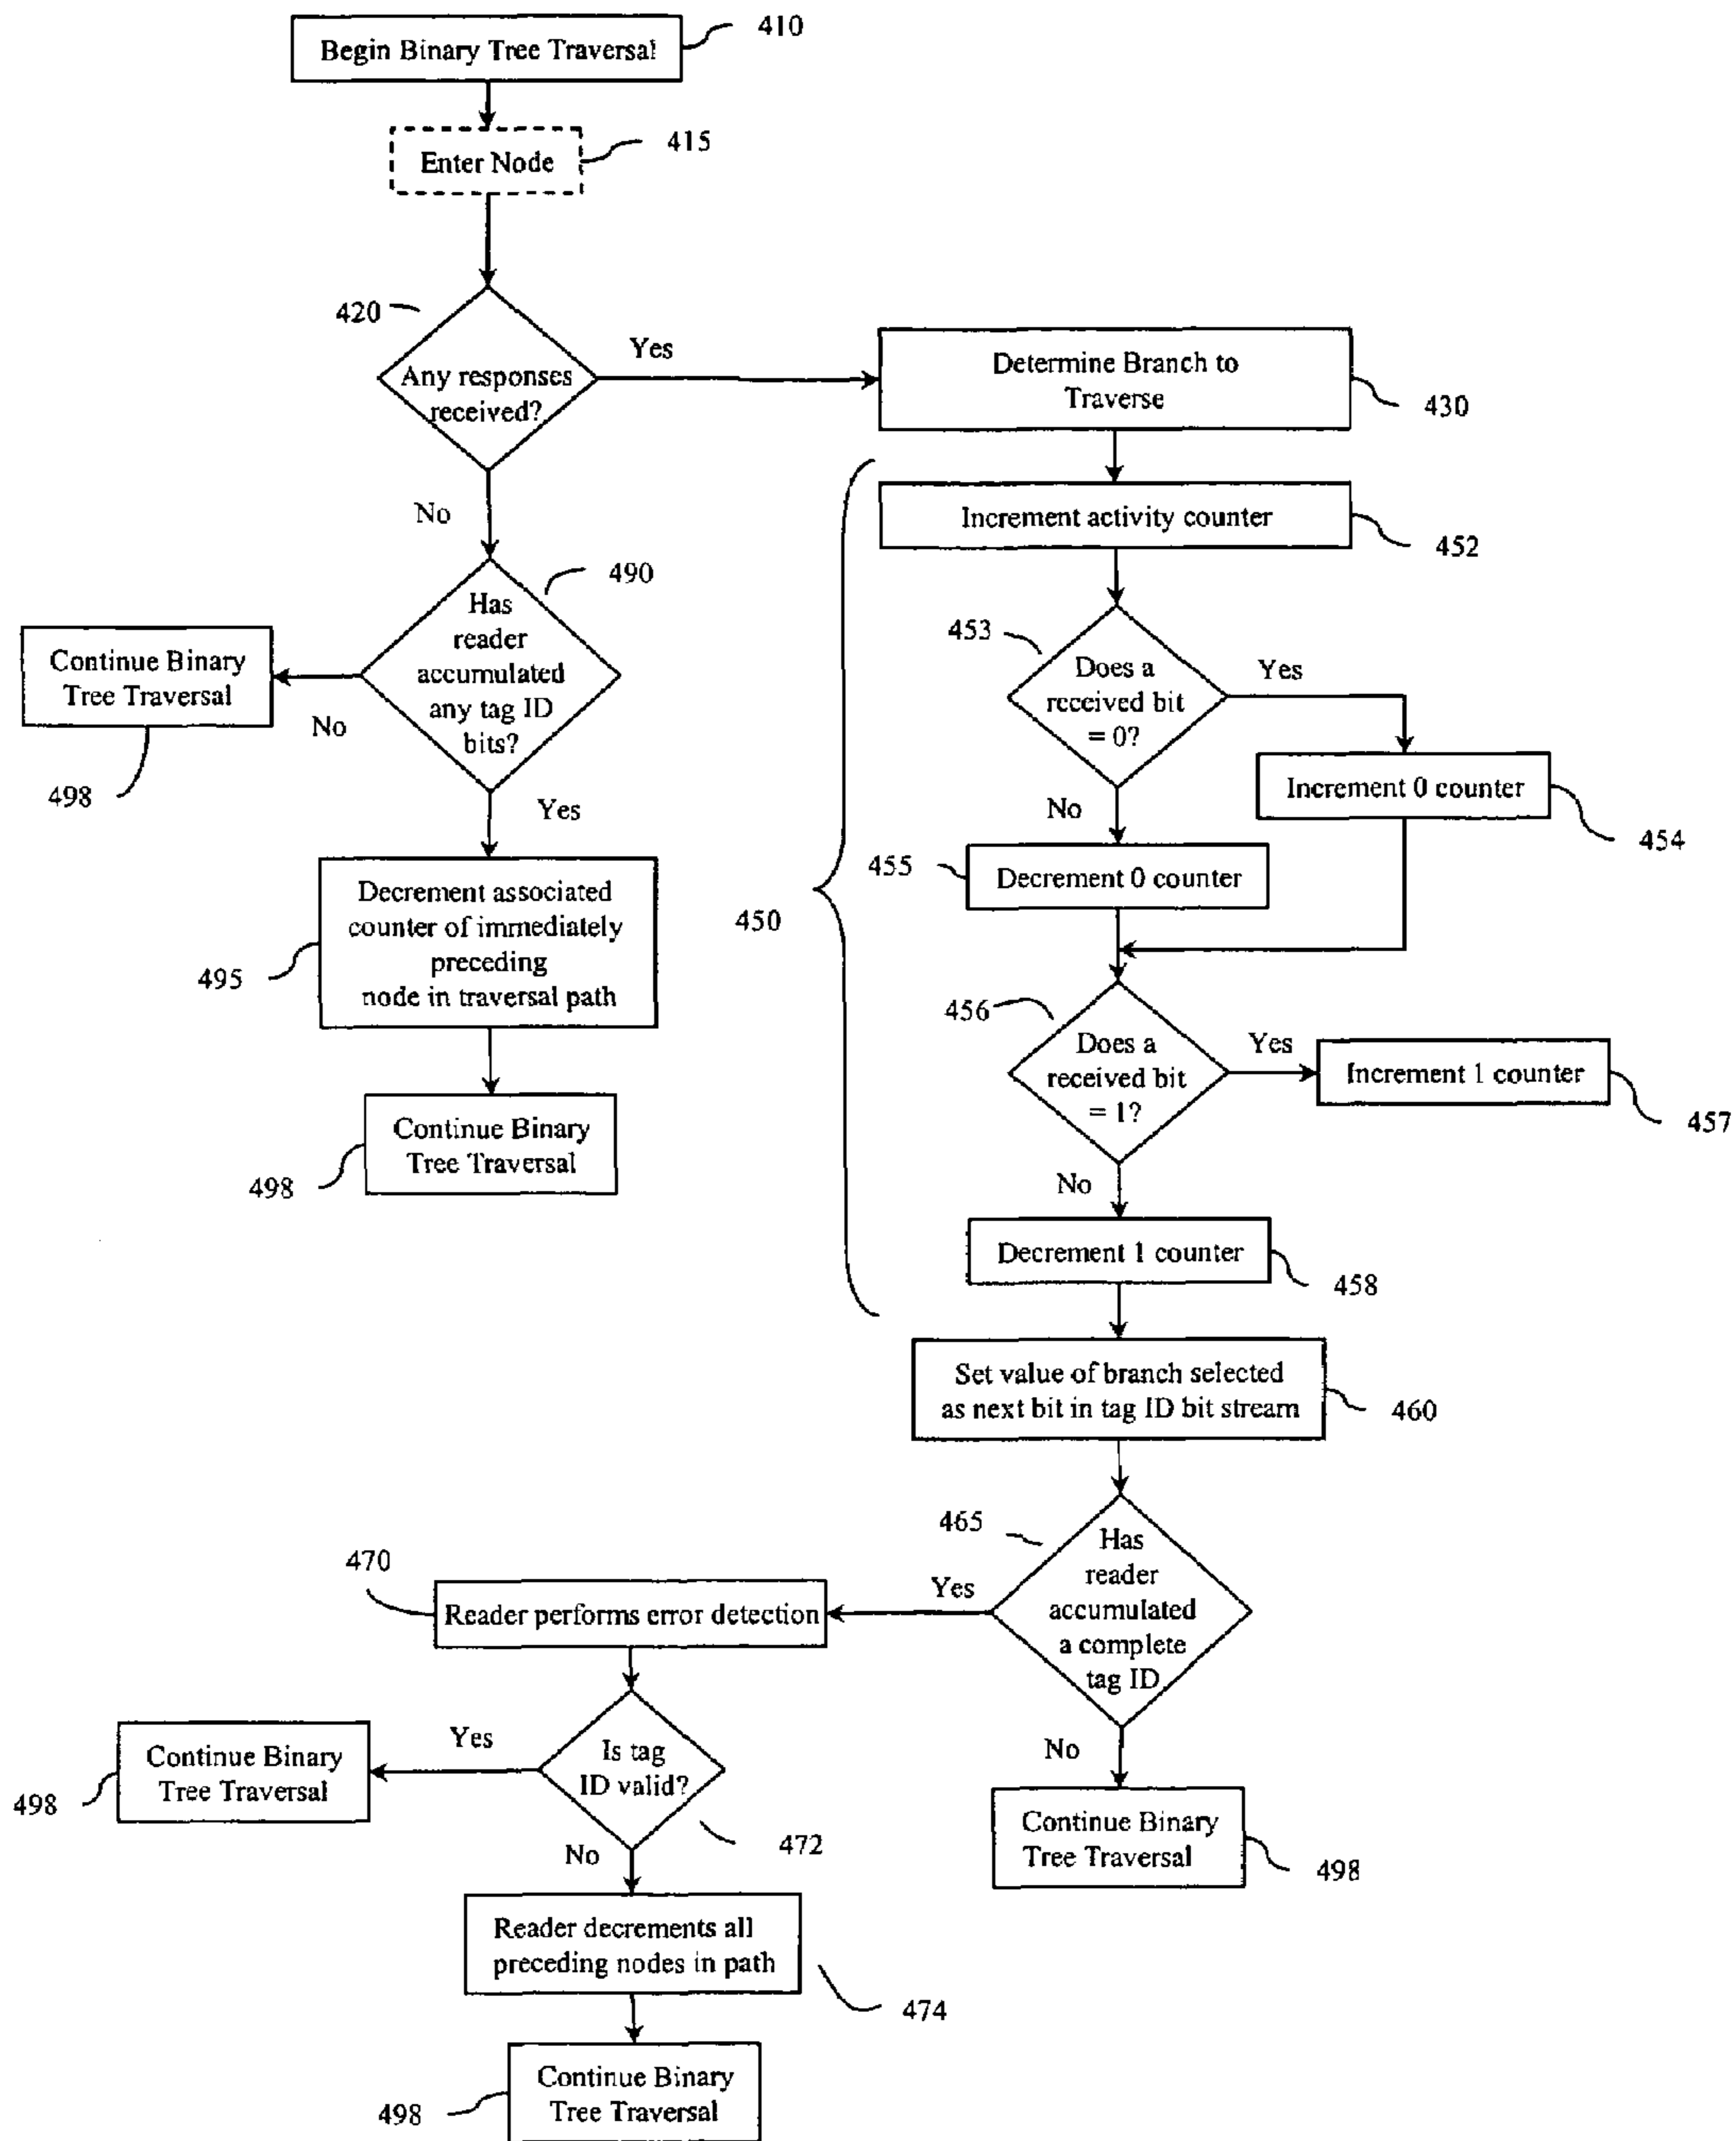 Begin Binary Tree Traversal
410
Enter Node
415
420
Any responses
received?
Yes
Determine Branch to
Traverse
430
No
Increment activity counter
452
490
Has
reader
accumulated
any tag ID
bits?
453
Does a
received bit
= 0?
Yes
Continue Binary
Tree Traversal
No
498
Increment 0 counter
454
No
Yes
455
Decrement 0 counter
450
Decrement associated
counter of immediately
preceding
node in traversal path
495
456
Does a
received bit
= 1?
Yes
Increment 1 counter
457
Continue Binary
Tree Traversal
498
No
Decrement 1 counter
458
Set value of branch selected
as next bit in tag ID bit stream
460
465
Has
reader
accumulated
a complete
tag ID
470
Yes
Reader performs error detection
Yes
Is tag
ID valid?
472
Continue Binary
Tree Traversal
498
No
Continue Binary
Tree Traversal
498
No
Reader decrements all
preceding nodes in path
474
Continue Binary
Tree Traversal
498